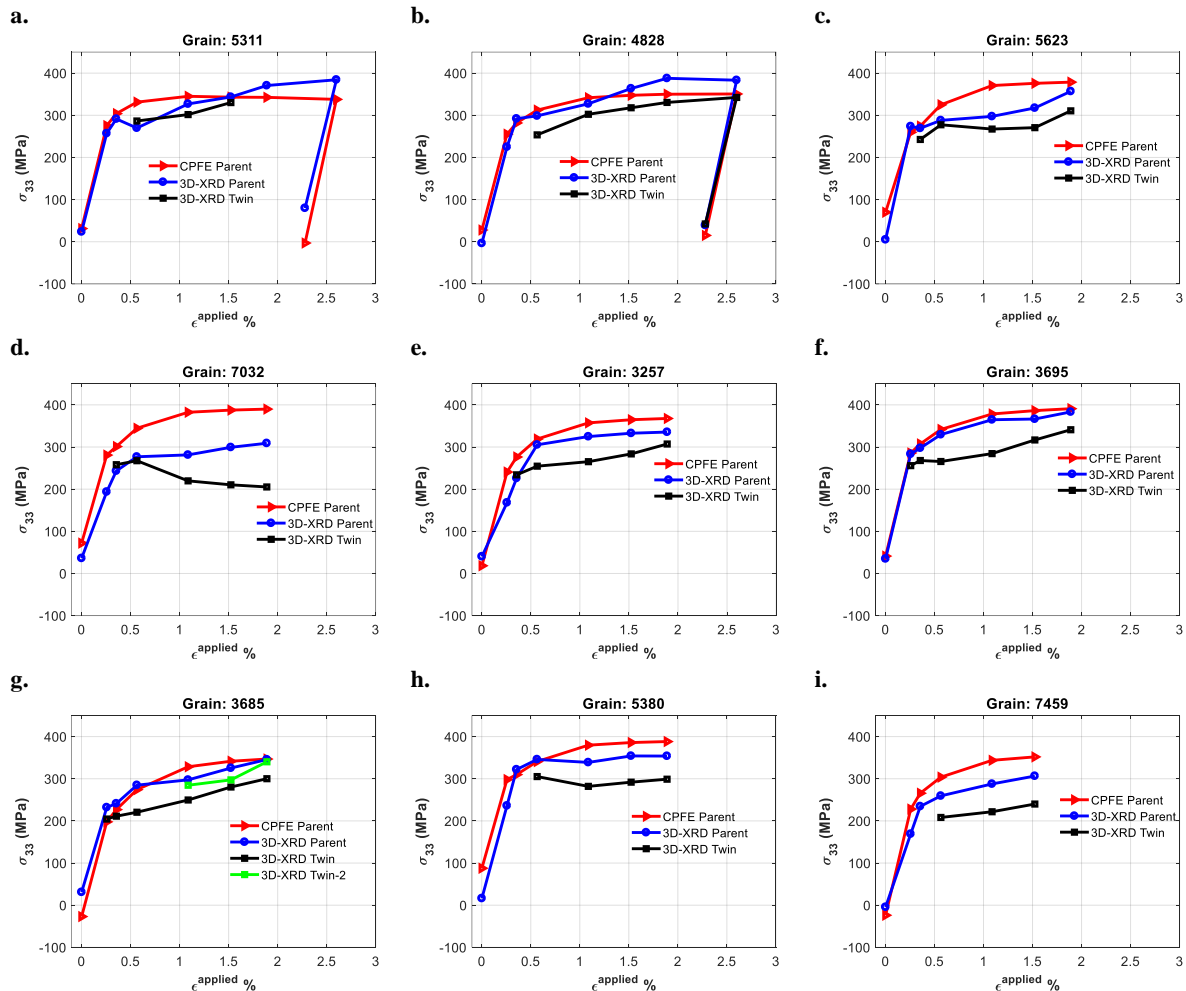 a.
Grain: 5311
400
300
200
100
0
-100
σ33 (MPa)
CPFE Parent
3D-XRD Parent
3D-XRD Twin
0 0.5 1 1.5 2 2.5 3
ϵapplied %
b.
Grain: 4828
400
300
200
100
0
-100
σ33 (MPa)
CPFE Parent
3D-XRD Parent
3D-XRD Twin
0 0.5 1 1.5 2 2.5 3
ϵapplied %
c.
Grain: 5623
400
300
200
100
0
-100
σ33 (MPa)
CPFE Parent
3D-XRD Parent
3D-XRD Twin
0 0.5 1 1.5 2 2.5 3
ϵapplied %
d.
Grain: 7032
400
300
200
100
0
-100
σ33 (MPa)
CPFE Parent
3D-XRD Parent
3D-XRD Twin
0 0.5 1 1.5 2 2.5 3
ϵapplied %
e.
Grain: 3257
400
300
200
100
0
-100
σ33 (MPa)
CPFE Parent
3D-XRD Parent
3D-XRD Twin
0 0.5 1 1.5 2 2.5 3
ϵapplied %
f.
Grain: 3695
400
300
200
100
0
-100
σ33 (MPa)
CPFE Parent
3D-XRD Parent
3D-XRD Twin
0 0.5 1 1.5 2 2.5 3
ϵapplied %
g.
Grain: 3685
400
300
200
100
0
-100
σ33 (MPa)
CPFE Parent
3D-XRD Parent
3D-XRD Twin
3D-XRD Twin-2
0 0.5 1 1.5 2 2.5 3
ϵapplied %
h.
Grain: 5380
400
300
200
100
0
-100
σ33 (MPa)
CPFE Parent
3D-XRD Parent
3D-XRD Twin
0 0.5 1 1.5 2 2.5 3
ϵapplied %
i.
Grain: 7459
400
300
200
100
0
-100
σ33 (MPa)
CPFE Parent
3D-XRD Parent
3D-XRD Twin
0 0.5 1 1.5 2 2.5 3
ϵapplied %